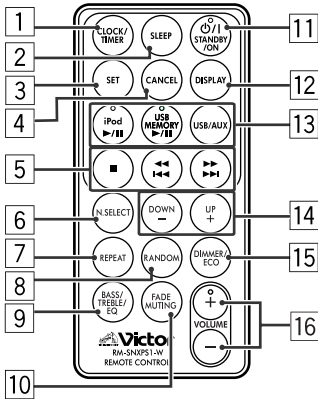 1
CLOCK/
TIMER
SLEEP
⏻/I
STANDBY
/ON
11
2
3
SET
CANCEL
DISPLAY
12
4
iPod
►/II
USB
MEMORY
►/II
USB/AUX
13
5
■
◄◄
I◄◄
►►
►►I
6
N.SELECT
DOWN
–
UP
+
14
7
REPEAT
RANDOM
DIMMER/
ECO
15
8
BASS/
TREBLE/
EQ
FADE
MUTING
+
VOLUME
–
9
16
Victor
RM-SNXPS1-W
REMOTE CONTROL
10